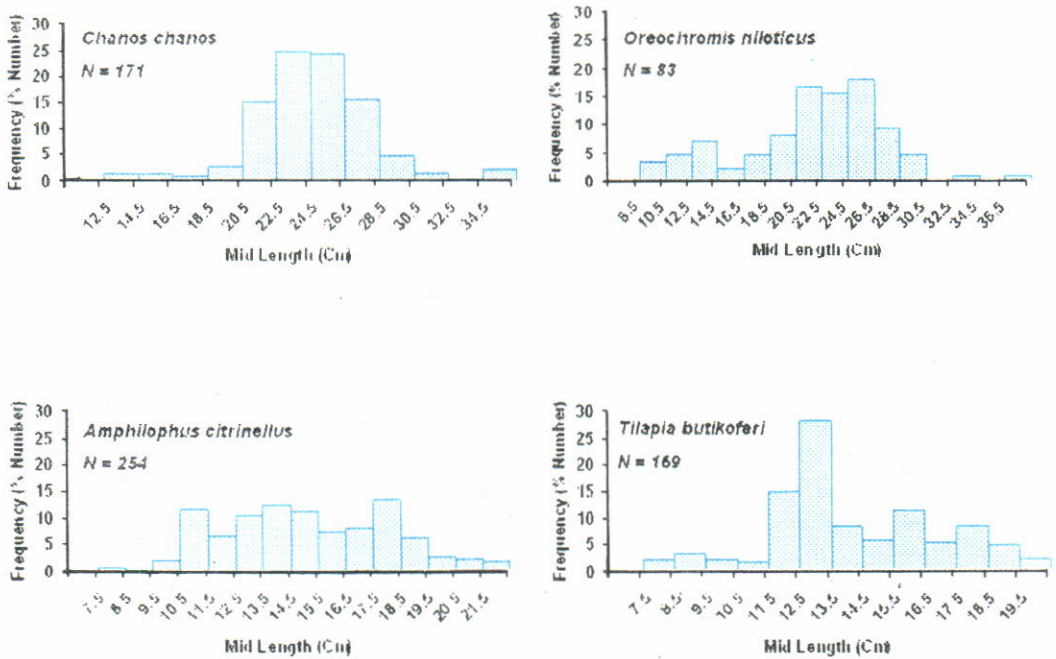 Chanos chanos
N = 171
Frequency (% Number)
30
25
20
15
10
5
0
12.5 14.5 16.5 18.5 20.5 22.5 24.5 26.5 28.5 30.5 32.5 34.5
Mid Length (Cm)
Oreochromis niloticus
N = 83
Frequency (% Number)
30
25
20
15
10
5
0
8.5 10.5 12.5 14.5 16.5 18.5 20.5 22.5 24.5 26.5 28.5 30.5 32.5 34.5 36.5
Mid Length (Cm)
Amphilophus citrinellus
N = 254
Frequency (% Number)
30
25
20
15
10
5
0
7.5 8.5 9.5 10.5 11.5 12.5 13.5 14.5 15.5 16.5 17.5 18.5 19.5 20.5 21.5
Mid Length (Cm)
Tilapia butikoferi
N = 169
Frequency (% Number)
30
25
20
15
10
5
0
7.5 8.5 9.5 10.5 11.5 12.5 13.5 14.5 15.5 16.5 17.5 18.5 19.5
Mid Length (Cm)